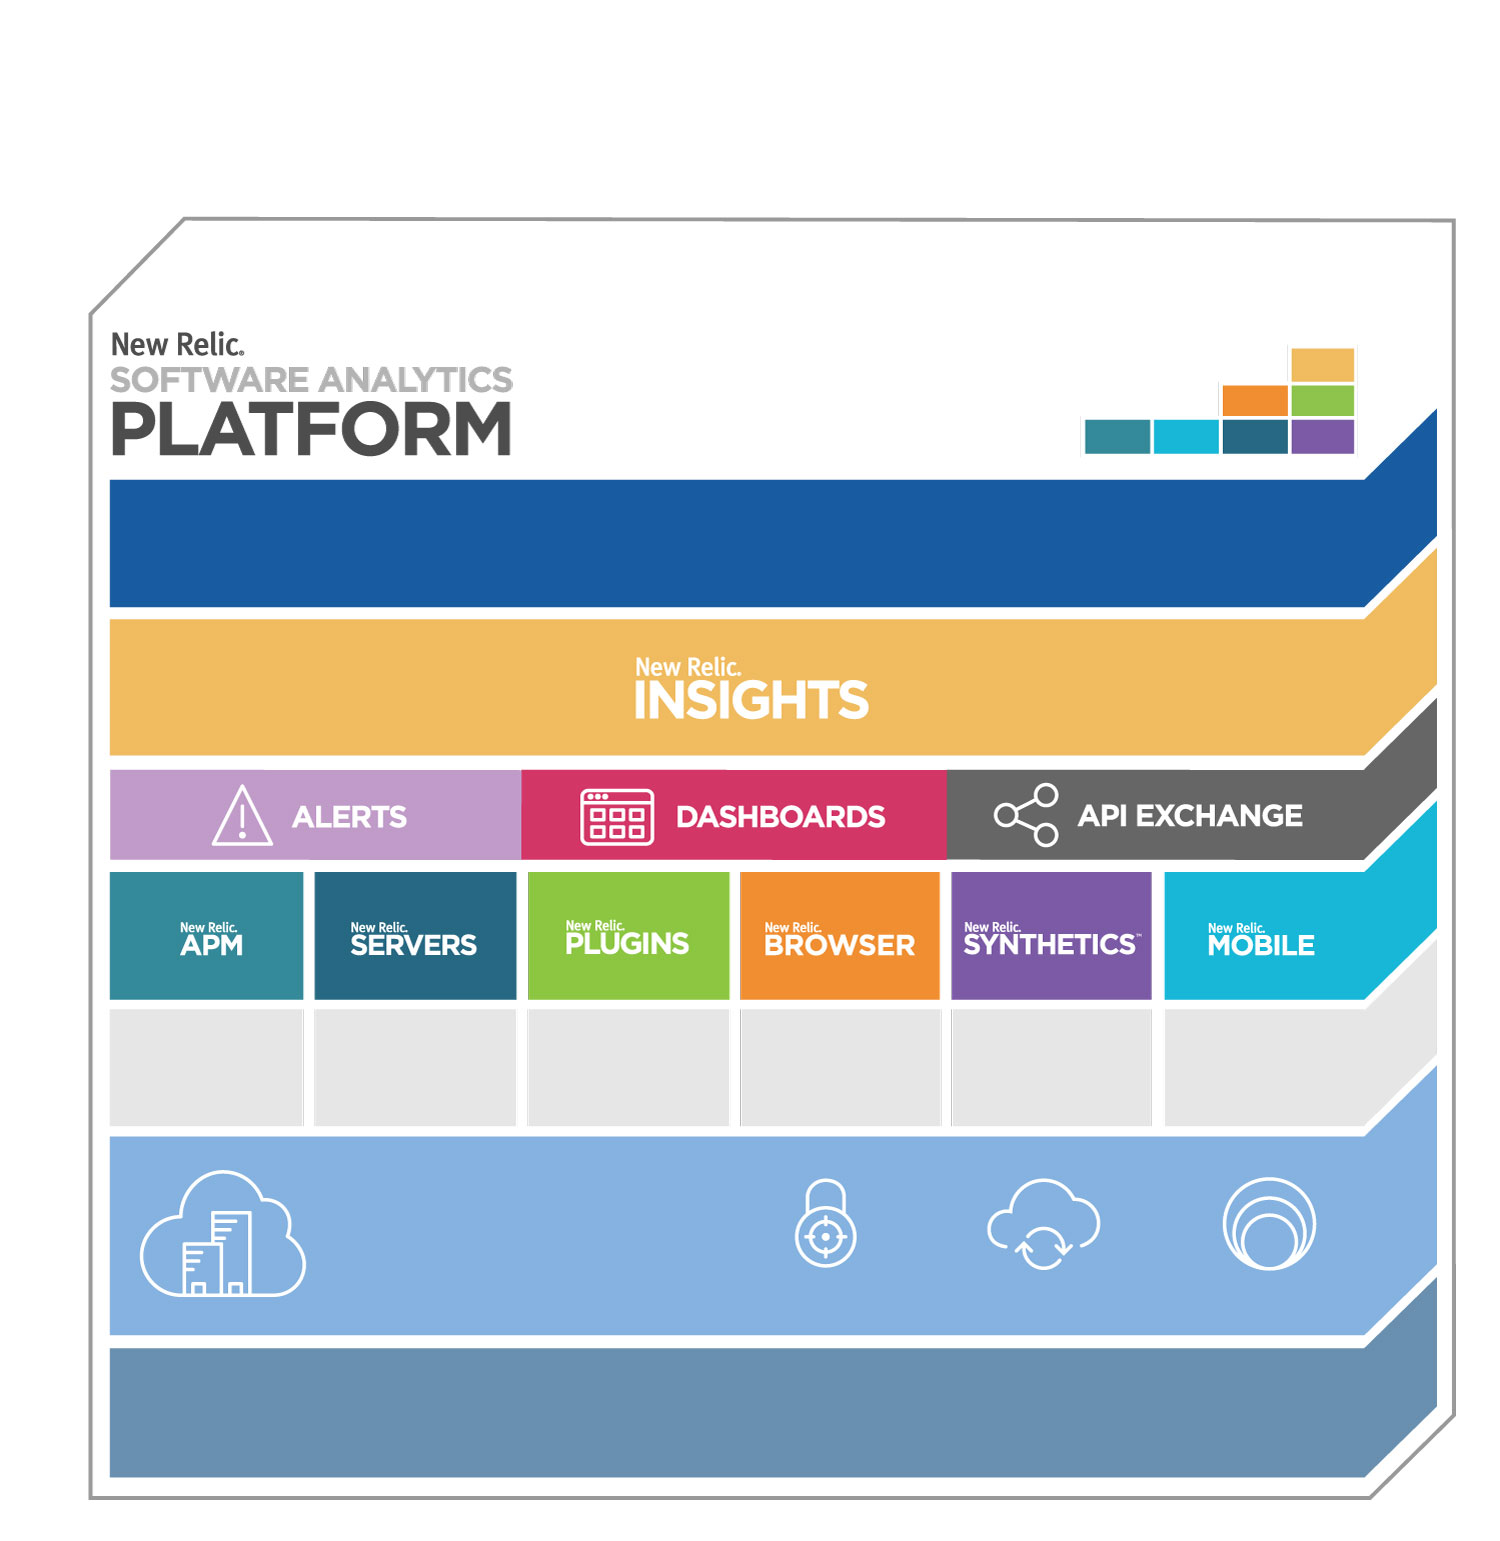 New Relic®
SOFTWARE ANALYTICS
PLATFORM
New Relic.
INSIGHTS
ALERTS
DASHBOARDS
API EXCHANGE
New Relic.
APM
New Relic.
SERVERS
New Relic.
PLUGINS
New Relic.
BROWSER
New Relic.
SYNTHETICS™
New Relic.
MOBILE